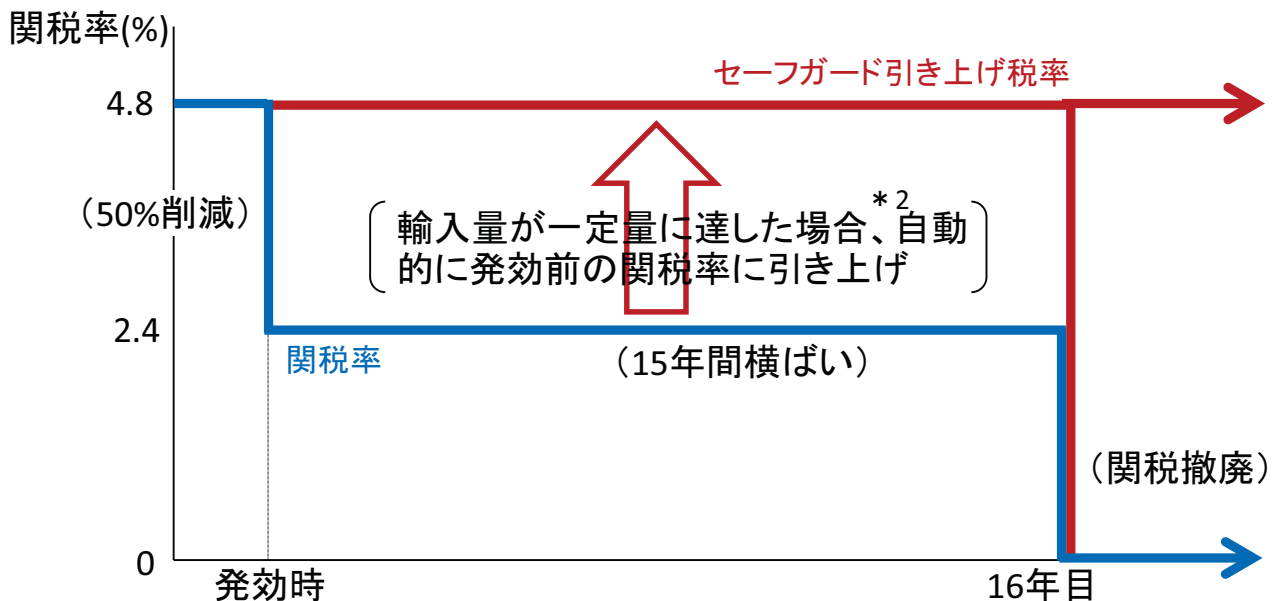 関税率(%)
セーフガード引き上げ税率
4.8
（50%削減）
輸入量が一定量に達した場合*2、自動
的に発効前の関税率に引き上げ
2.4
関税率
（15年間横ばい）
（関税撤廃）
0
発効時
16年目